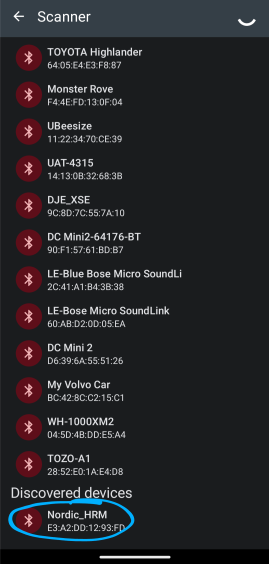 Scanner
TOYOTA Highlander
64:05:E4:E3:F8:87
Monster Rove
F4:4E:FD:13:0F:04
UBeesize
11:22:34:70:CE:39
UAT-4315
14:13:0B:32:68:3B
DJE_XSE
9C:8D:7C:55:7A:10
DC Mini2-64176-BT
90:F1:57:61:BD:B7
LE-Blue Bose Micro SoundLi
2C:41:A1:B4:3B:38
LE-Bose Micro SoundLink
60:AB:D2:0D:05:EA
DC Mini 2
D6:39:6A:55:51:26
My Volvo Car
BC:42:8C:C2:15:C1
WH-1000XM2
04:5D:4B:DD:E5:A4
TOZO-A1
28:52:E0:1A:E4:D8
Discovered devices
Nordic_HRM
E3:A2:DD:12:93:FD